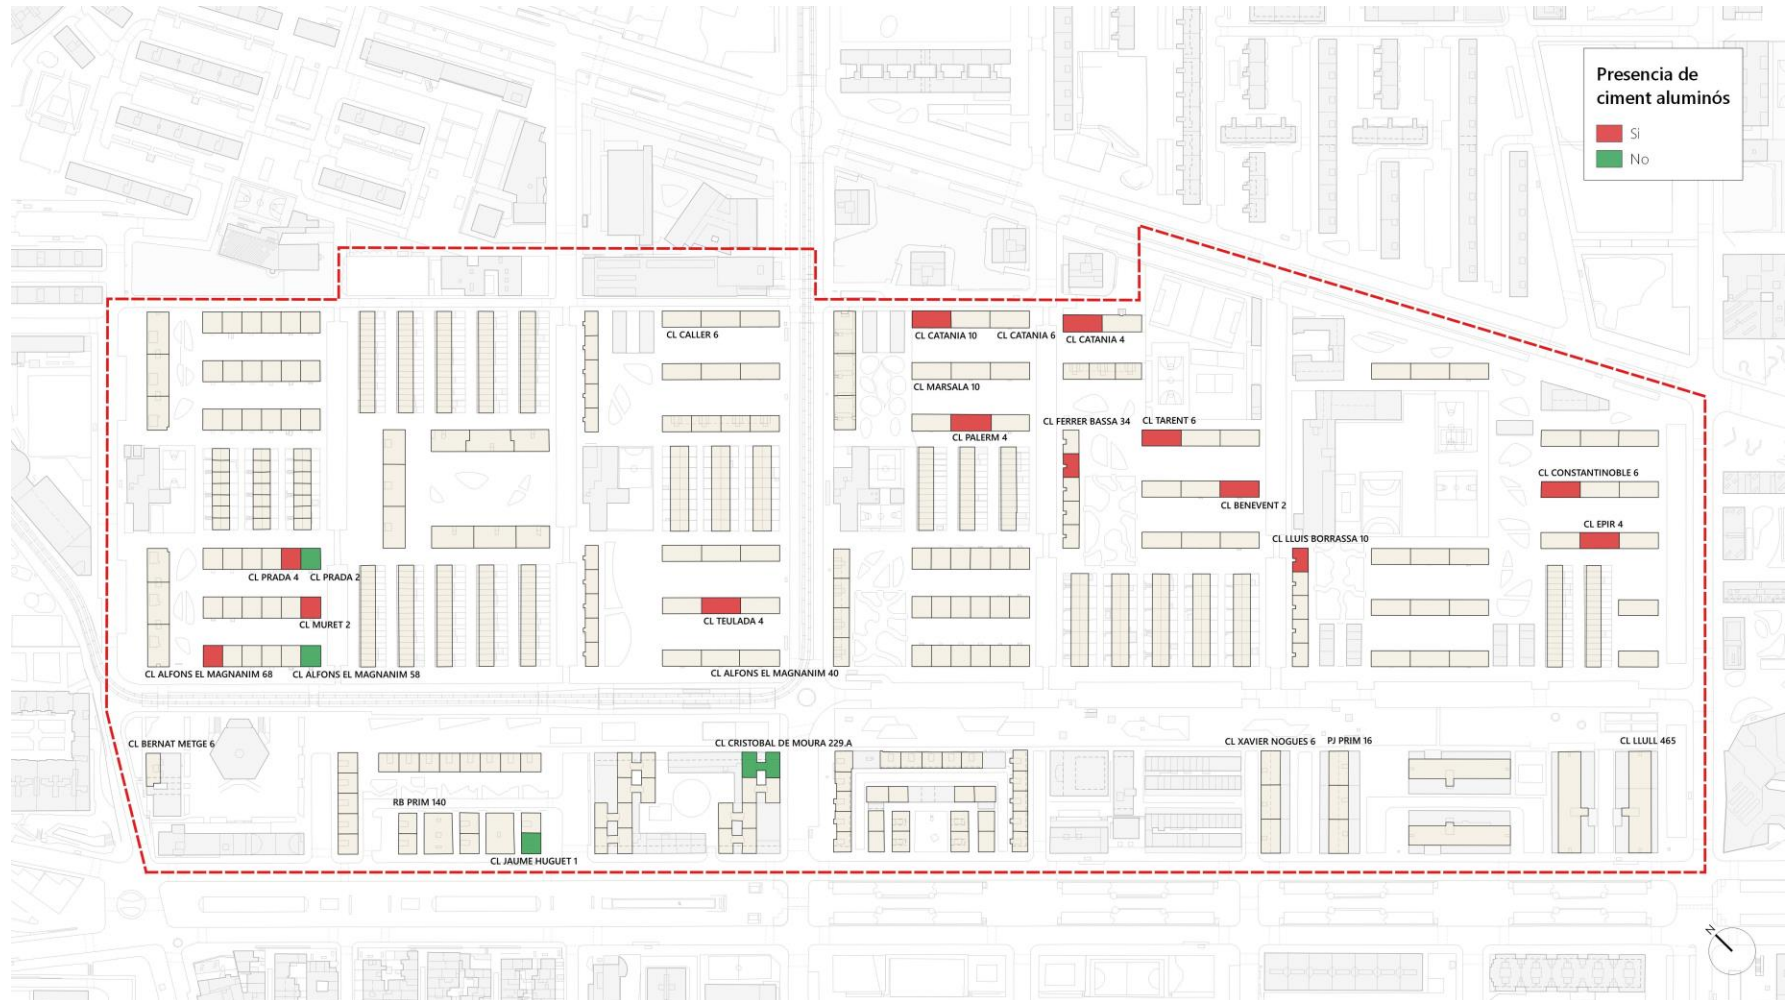 Presencia de
ciment aluminós
Si
No
CL CALLER 6
CL CATANIA 10
CL CATANIA 6
CL CATANIA 4
CL MARSALA 10
CL PALERM 4
CL FERRER BASSA 34
CL TARENT 6
CL CONSTANTINOBLE 6
CL BENEVENT 2
CL EPIR 4
CL LLUIS BORRASSA 10
CL PRADA 4
CL PRADA 2
CL MURET 2
CL TEULADA 4
CL ALFONS EL MAGNANIM 68
CL ALFONS EL MAGNANIM 58
CL ALFONS EL MAGNANIM 40
CL BERNAT METGE 6
CL CRISTOBAL DE MOURA 229.A
CL XAVIER NOGUES 6
PJ PRIM 16
CL LLULL 465
RB PRIM 140
CL JAUME HUGUET 1
N